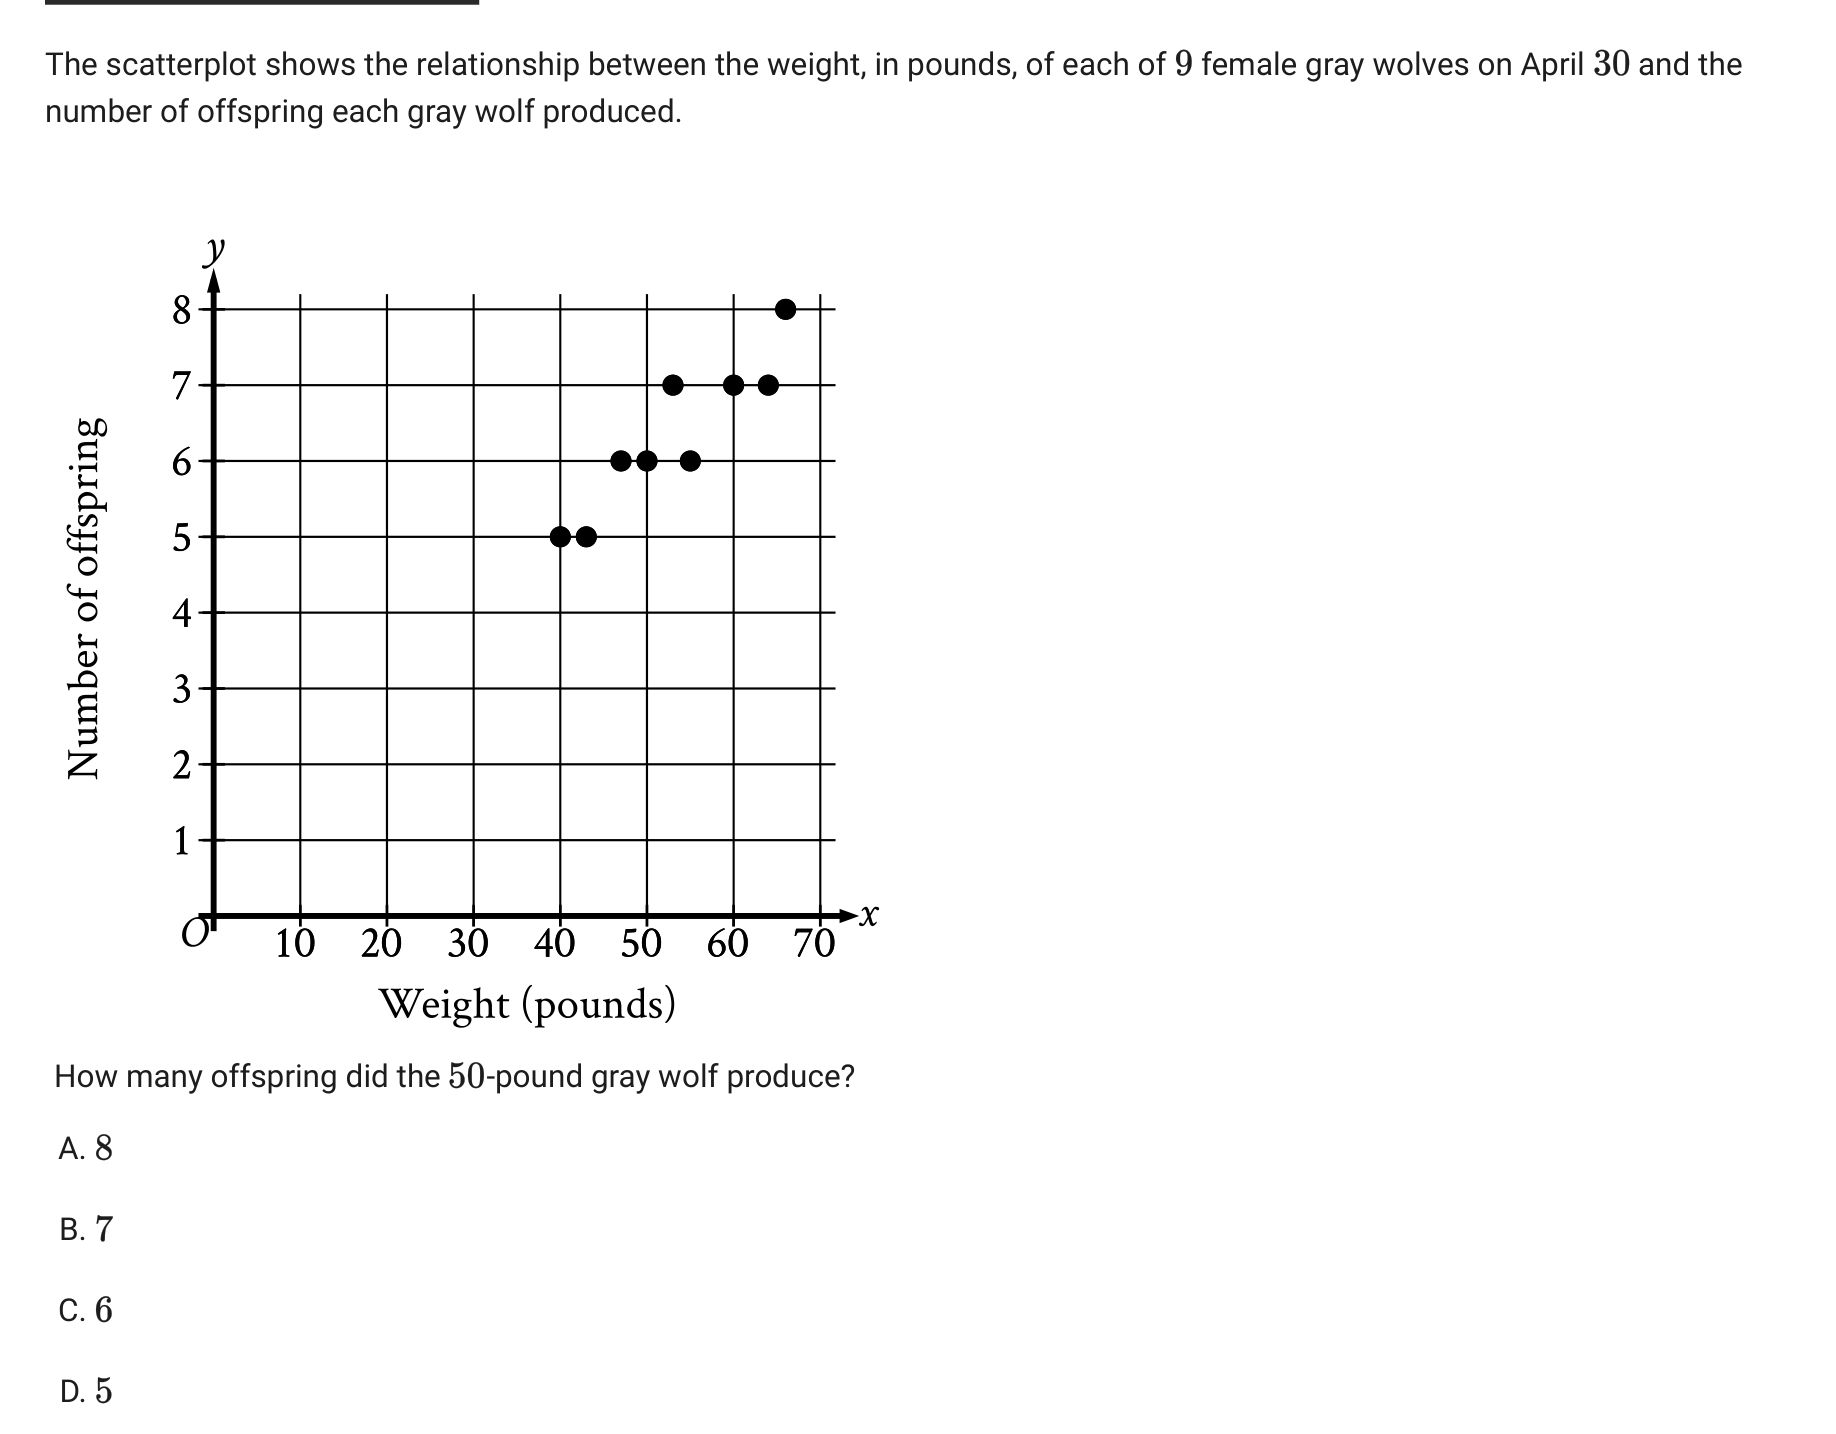 The scatterplot shows the relationship between the weight, in pounds, of each of 9 female gray wolves on April 30 and the
number of offspring each gray wolf produced.
y
8
7
6
5
4
3
2
1
O
10 20 30 40 50 60 70
x
Number of offspring
Weight (pounds)
How many offspring did the 50-pound gray wolf produce?
A. 8
B. 7
C. 6
D. 5